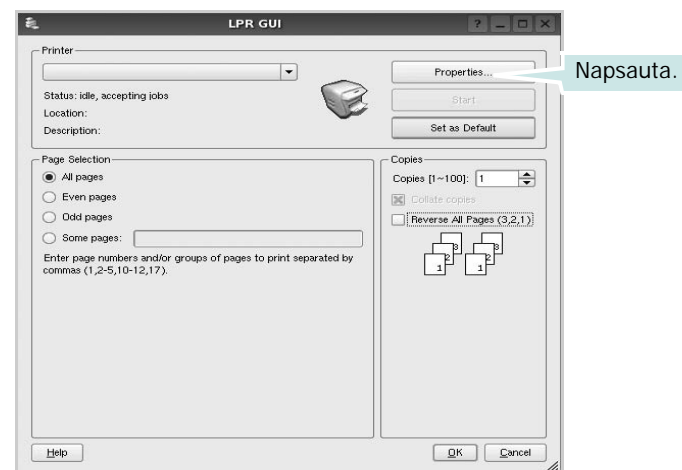 LPR GUI
Printer
Properties...
Napsauta.
Status: idle, accepting jobs
Start
Location:
Description:
Set as Default
Page Selection
Copies
All pages
Copies [1~100]: 1
Even pages
Collate copies
Odd pages
Reverse All Pages (3,2,1)
Some pages:
Enter page numbers and/or groups of pages to print separated by
commas (1,2-5,10-12,17).
3 3
2 2
1 1
Help
OK
Cancel